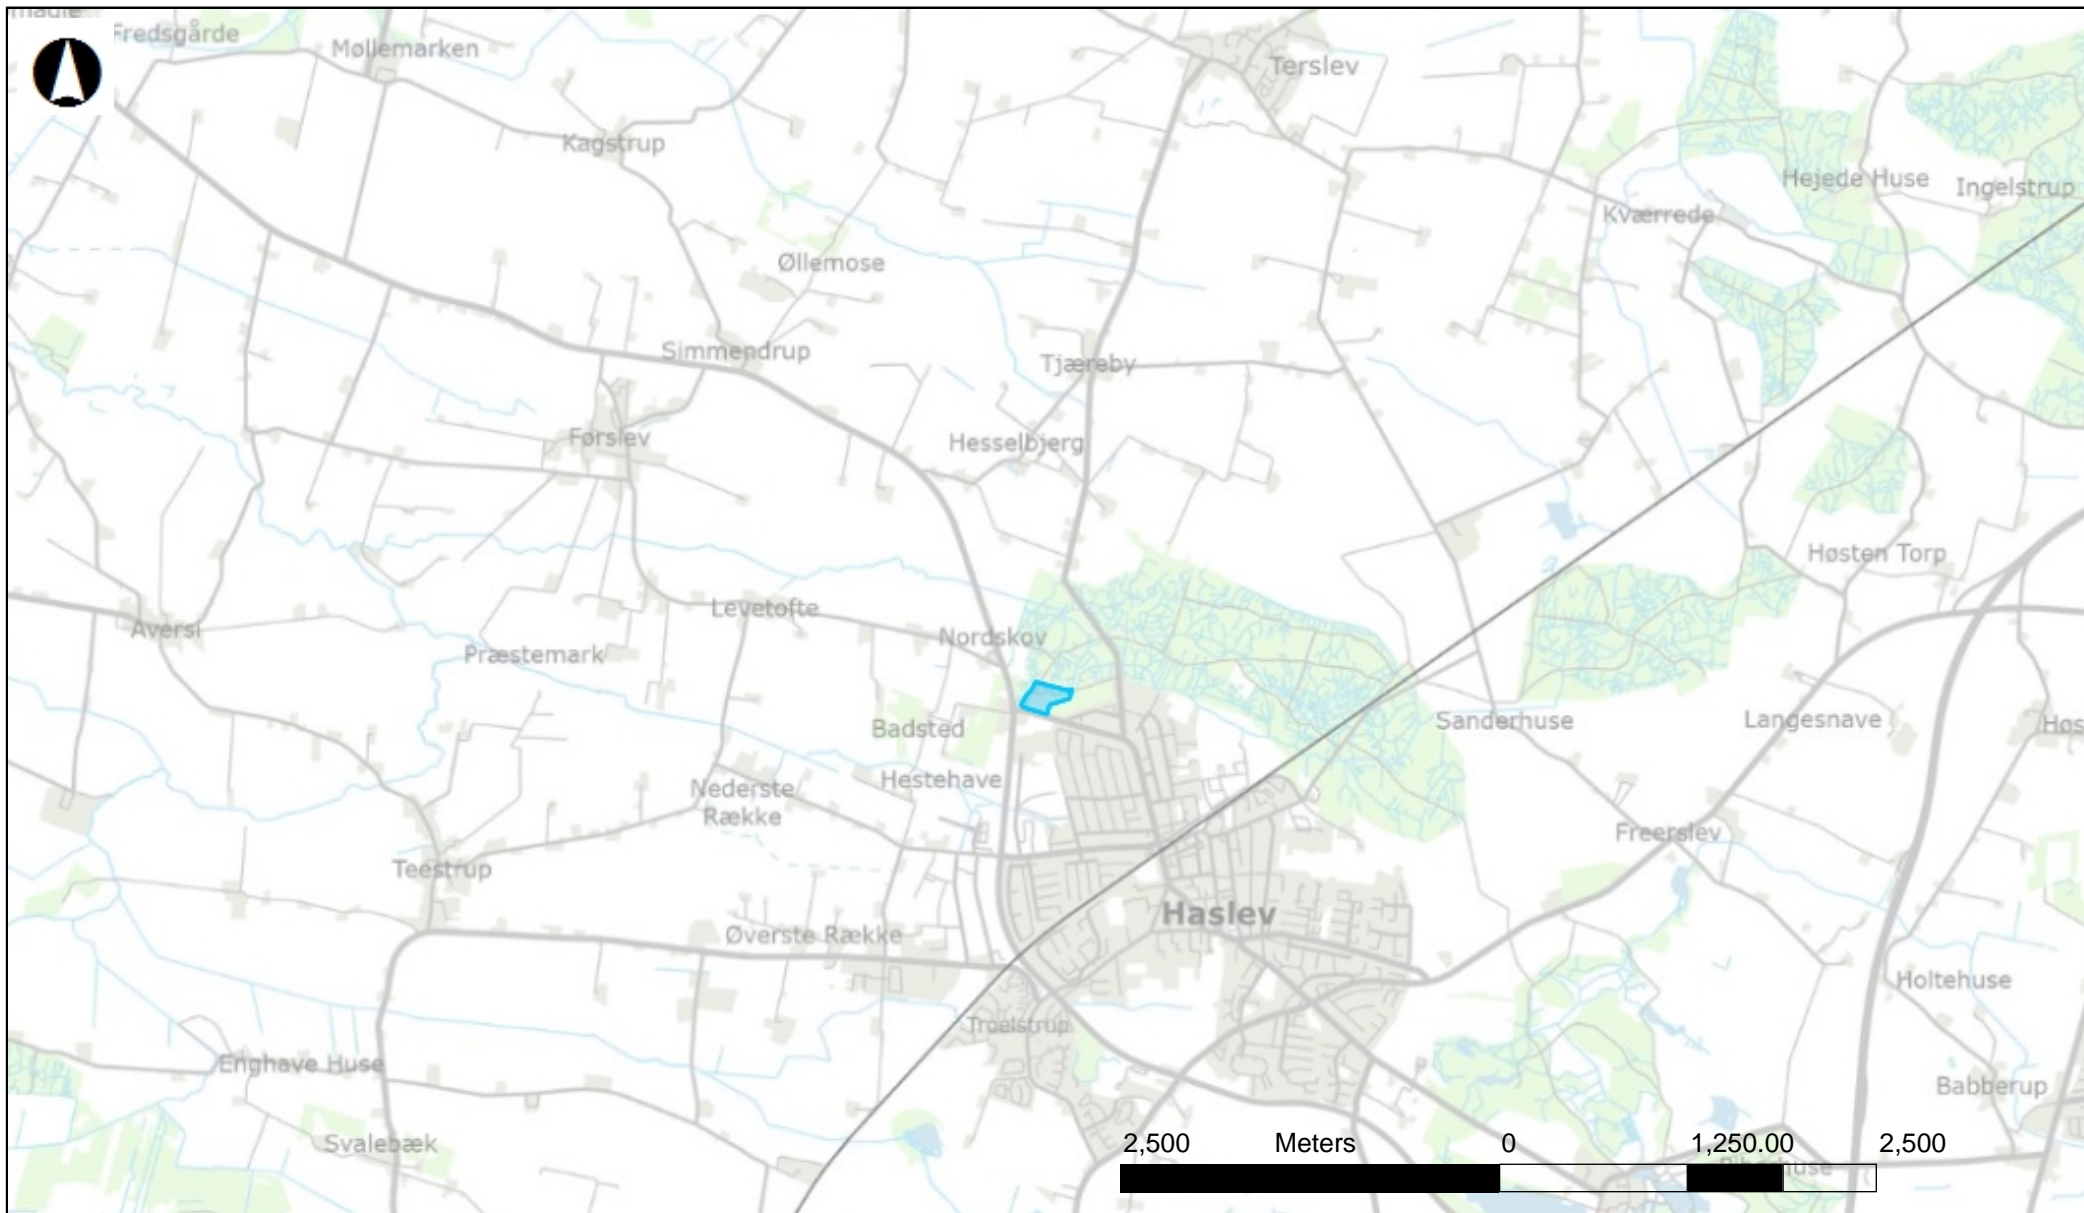 Fredsgårde
Møllemarken
Terslev
Kagstrup
Hejede Huse
Ingelstrup
Kværrede
Øllemose
Simmendrup
Tjæreby
Førslev
Hesselbjerg
Høsten Torp
Levetofte
Aversi
Nordskov
Præstemark
Badsted
Sanderhuse
Langesnave
Høs
Hestehave
Nederste
Række
Freerslev
Teestrup
Haslev
Øverste Række
Holtehuse
Troelstrup
Enghave Huse
Babberup
Svalebæk
2,500 Meters 0 1,250.00 2,500